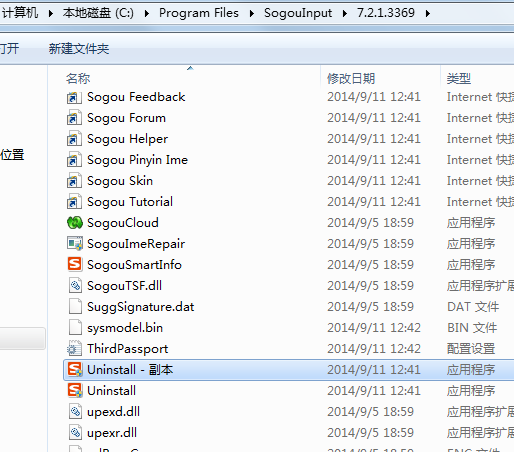 计算机 本地磁盘 (C:) Program Files SogouInput 7.2.1.3369
打开 新建文件夹
名称 修改日期 类型
Sogou Feedback 2014/9/11 12:41 Internet 快捷
Sogou Forum 2014/9/11 12:41 Internet 快捷
Sogou Helper 2014/9/11 12:41 Internet 快捷
位置 Sogou Pinyin Ime 2014/9/11 12:41 Internet 快捷
Sogou Skin 2014/9/11 12:41 Internet 快捷
Sogou Tutorial 2014/9/11 12:41 Internet 快捷
SogouCloud 2014/9/5 18:59 应用程序
SogouImeRepair 2014/9/5 18:59 应用程序
SogouSmartInfo 2014/9/5 18:59 应用程序
SogouTSF.dll 2014/9/5 18:59 应用程序扩展
SuggSignature.dat 2014/9/5 18:59 DAT 文件
sysmodel.bin 2014/9/11 12:42 BIN 文件
ThirdPassport 2014/9/11 12:42 配置设置
Uninstall - 副本 2014/9/11 12:41 应用程序
Uninstall 2014/9/11 12:41 应用程序
upexd.dll 2014/9/5 18:59 应用程序扩展
upexr.dll 2014/9/5 18:59 应用程序扩展